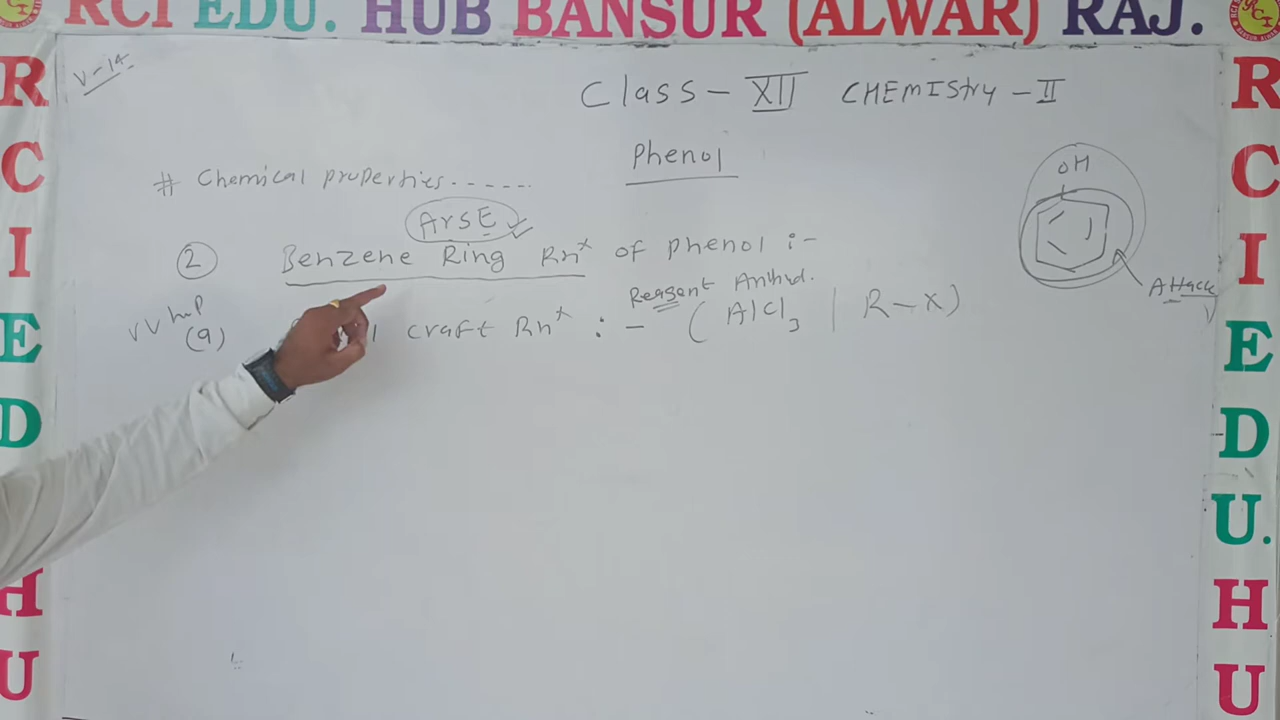 RCI EDU. HUB BANSUR (ALWAR) RAJ.
V-14
Class - XII CHEMIStry - II
Phenol
# Chemical properties.......
ArSE
② Benzene Ring Rnˣ of phenol :-
OH
Attack
Reagent Anhyd.
VV Imp
(a) craft Rnˣ :- ( AlCl3 | R-X)
R
C
I
E
D
H
U
R
C
I
E
D
U.
H
U